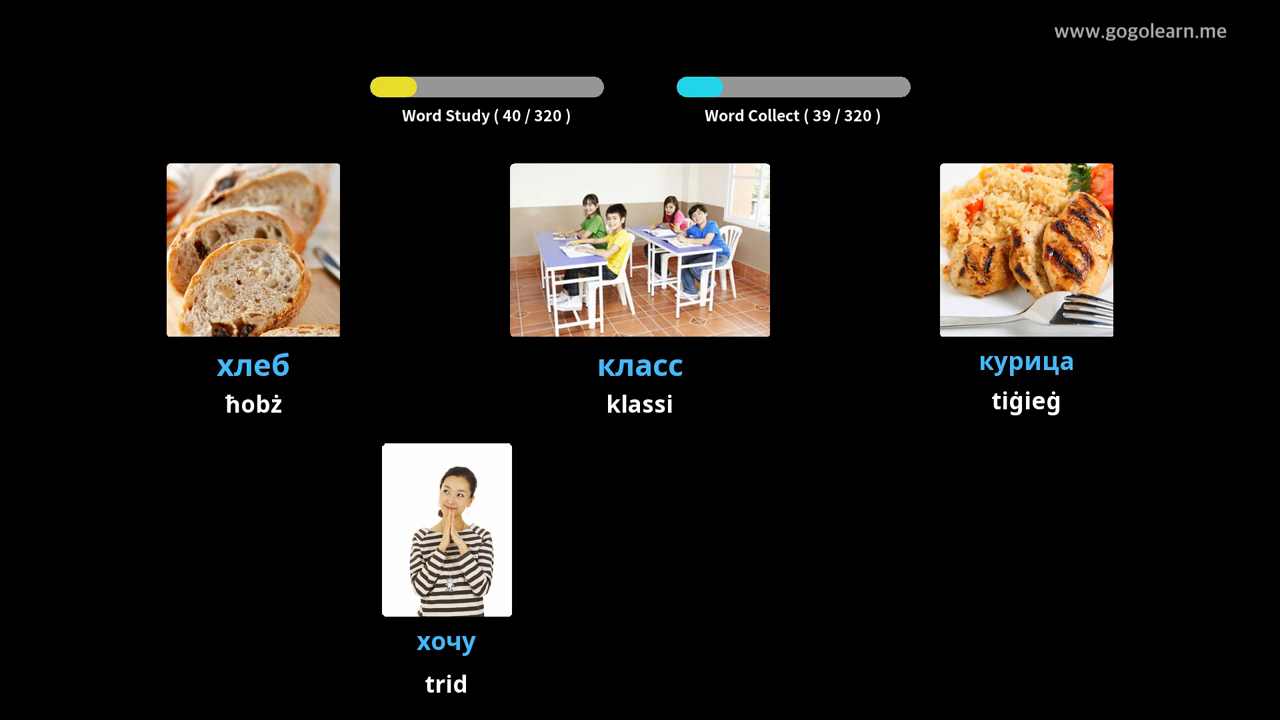 www.gogolearn.me
Word Study ( 40 / 320 )
Word Collect ( 39 / 320 )
хлеб
ħobż
класс
klassi
курица
tiġieġ
хочу
trid